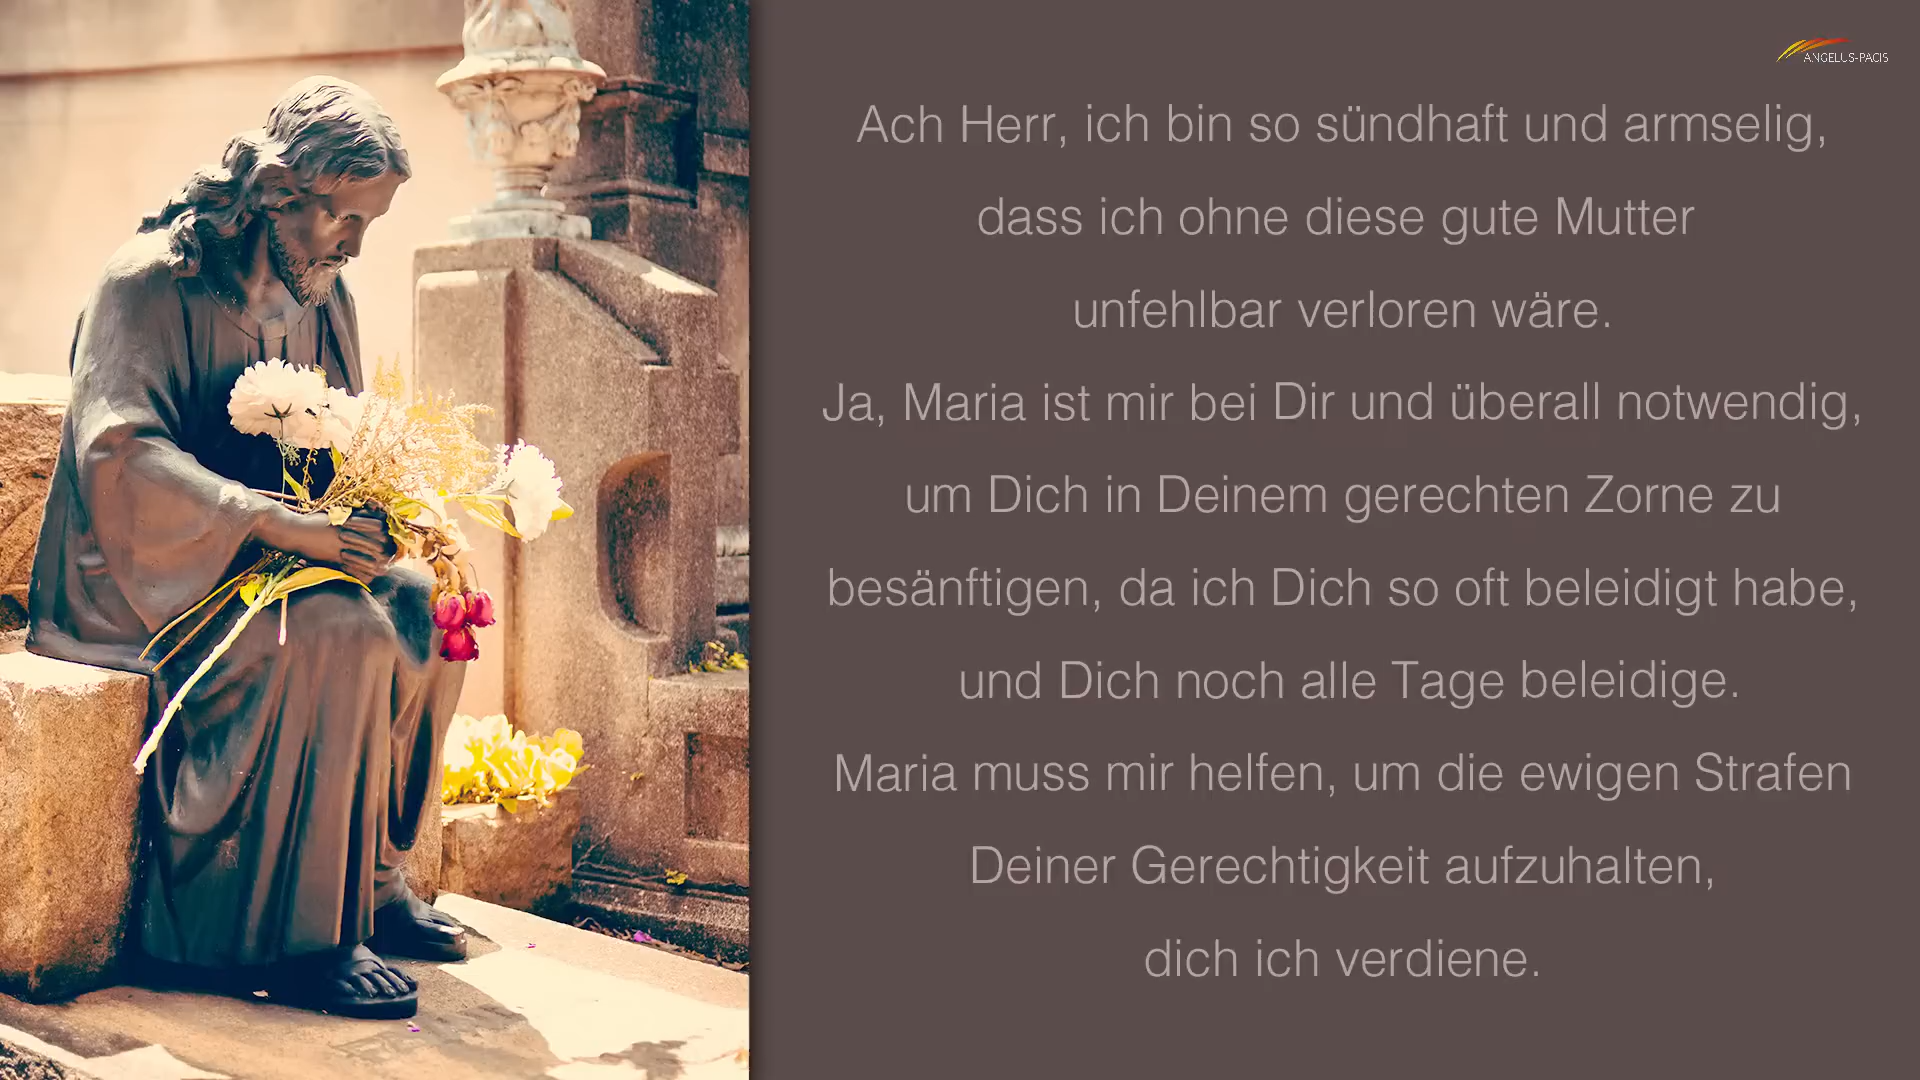 ANGELUS-PACIS
Ach Herr, ich bin so sündhaft und armselig,
dass ich ohne diese gute Mutter
unfehlbar verloren wäre.
Ja, Maria ist mir bei Dir und überall notwendig,
um Dich in Deinem gerechten Zorne zu
besänftigen, da ich Dich so oft beleidigt habe,
und Dich noch alle Tage beleidige.
Maria muss mir helfen, um die ewigen Strafen
Deiner Gerechtigkeit aufzuhalten,
dich ich verdiene.